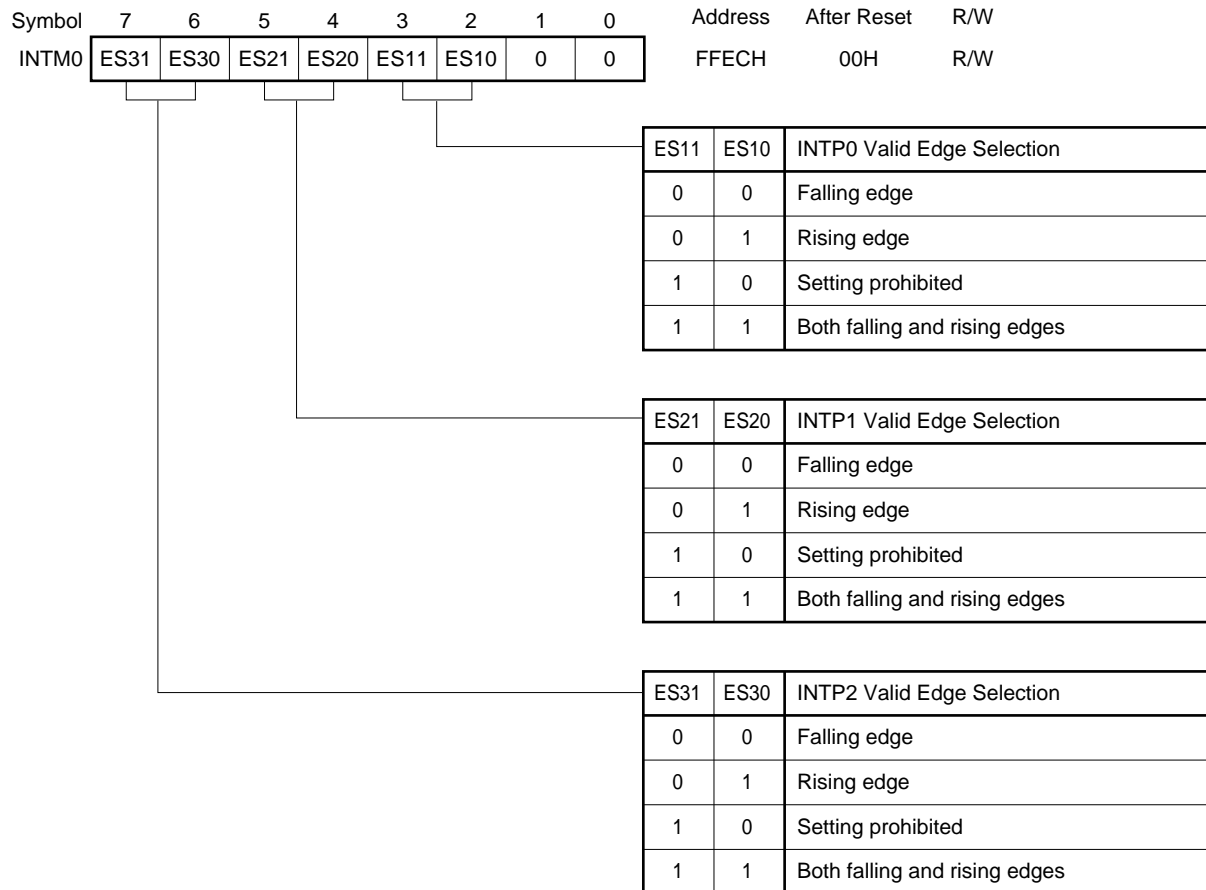 Symbol 7 6 5 4 3 2 1 0 Address After Reset R/W
INTM0 ES31 ES30 ES21 ES20 ES11 ES10 0 0 FFECH 00H R/W
ES11 ES10 INTP0 Valid Edge Selection
0 0 Falling edge
0 1 Rising edge
1 0 Setting prohibited
1 1 Both falling and rising edges
ES21 ES20 INTP1 Valid Edge Selection
0 0 Falling edge
0 1 Rising edge
1 0 Setting prohibited
1 1 Both falling and rising edges
ES31 ES30 INTP2 Valid Edge Selection
0 0 Falling edge
0 1 Rising edge
1 0 Setting prohibited
1 1 Both falling and rising edges